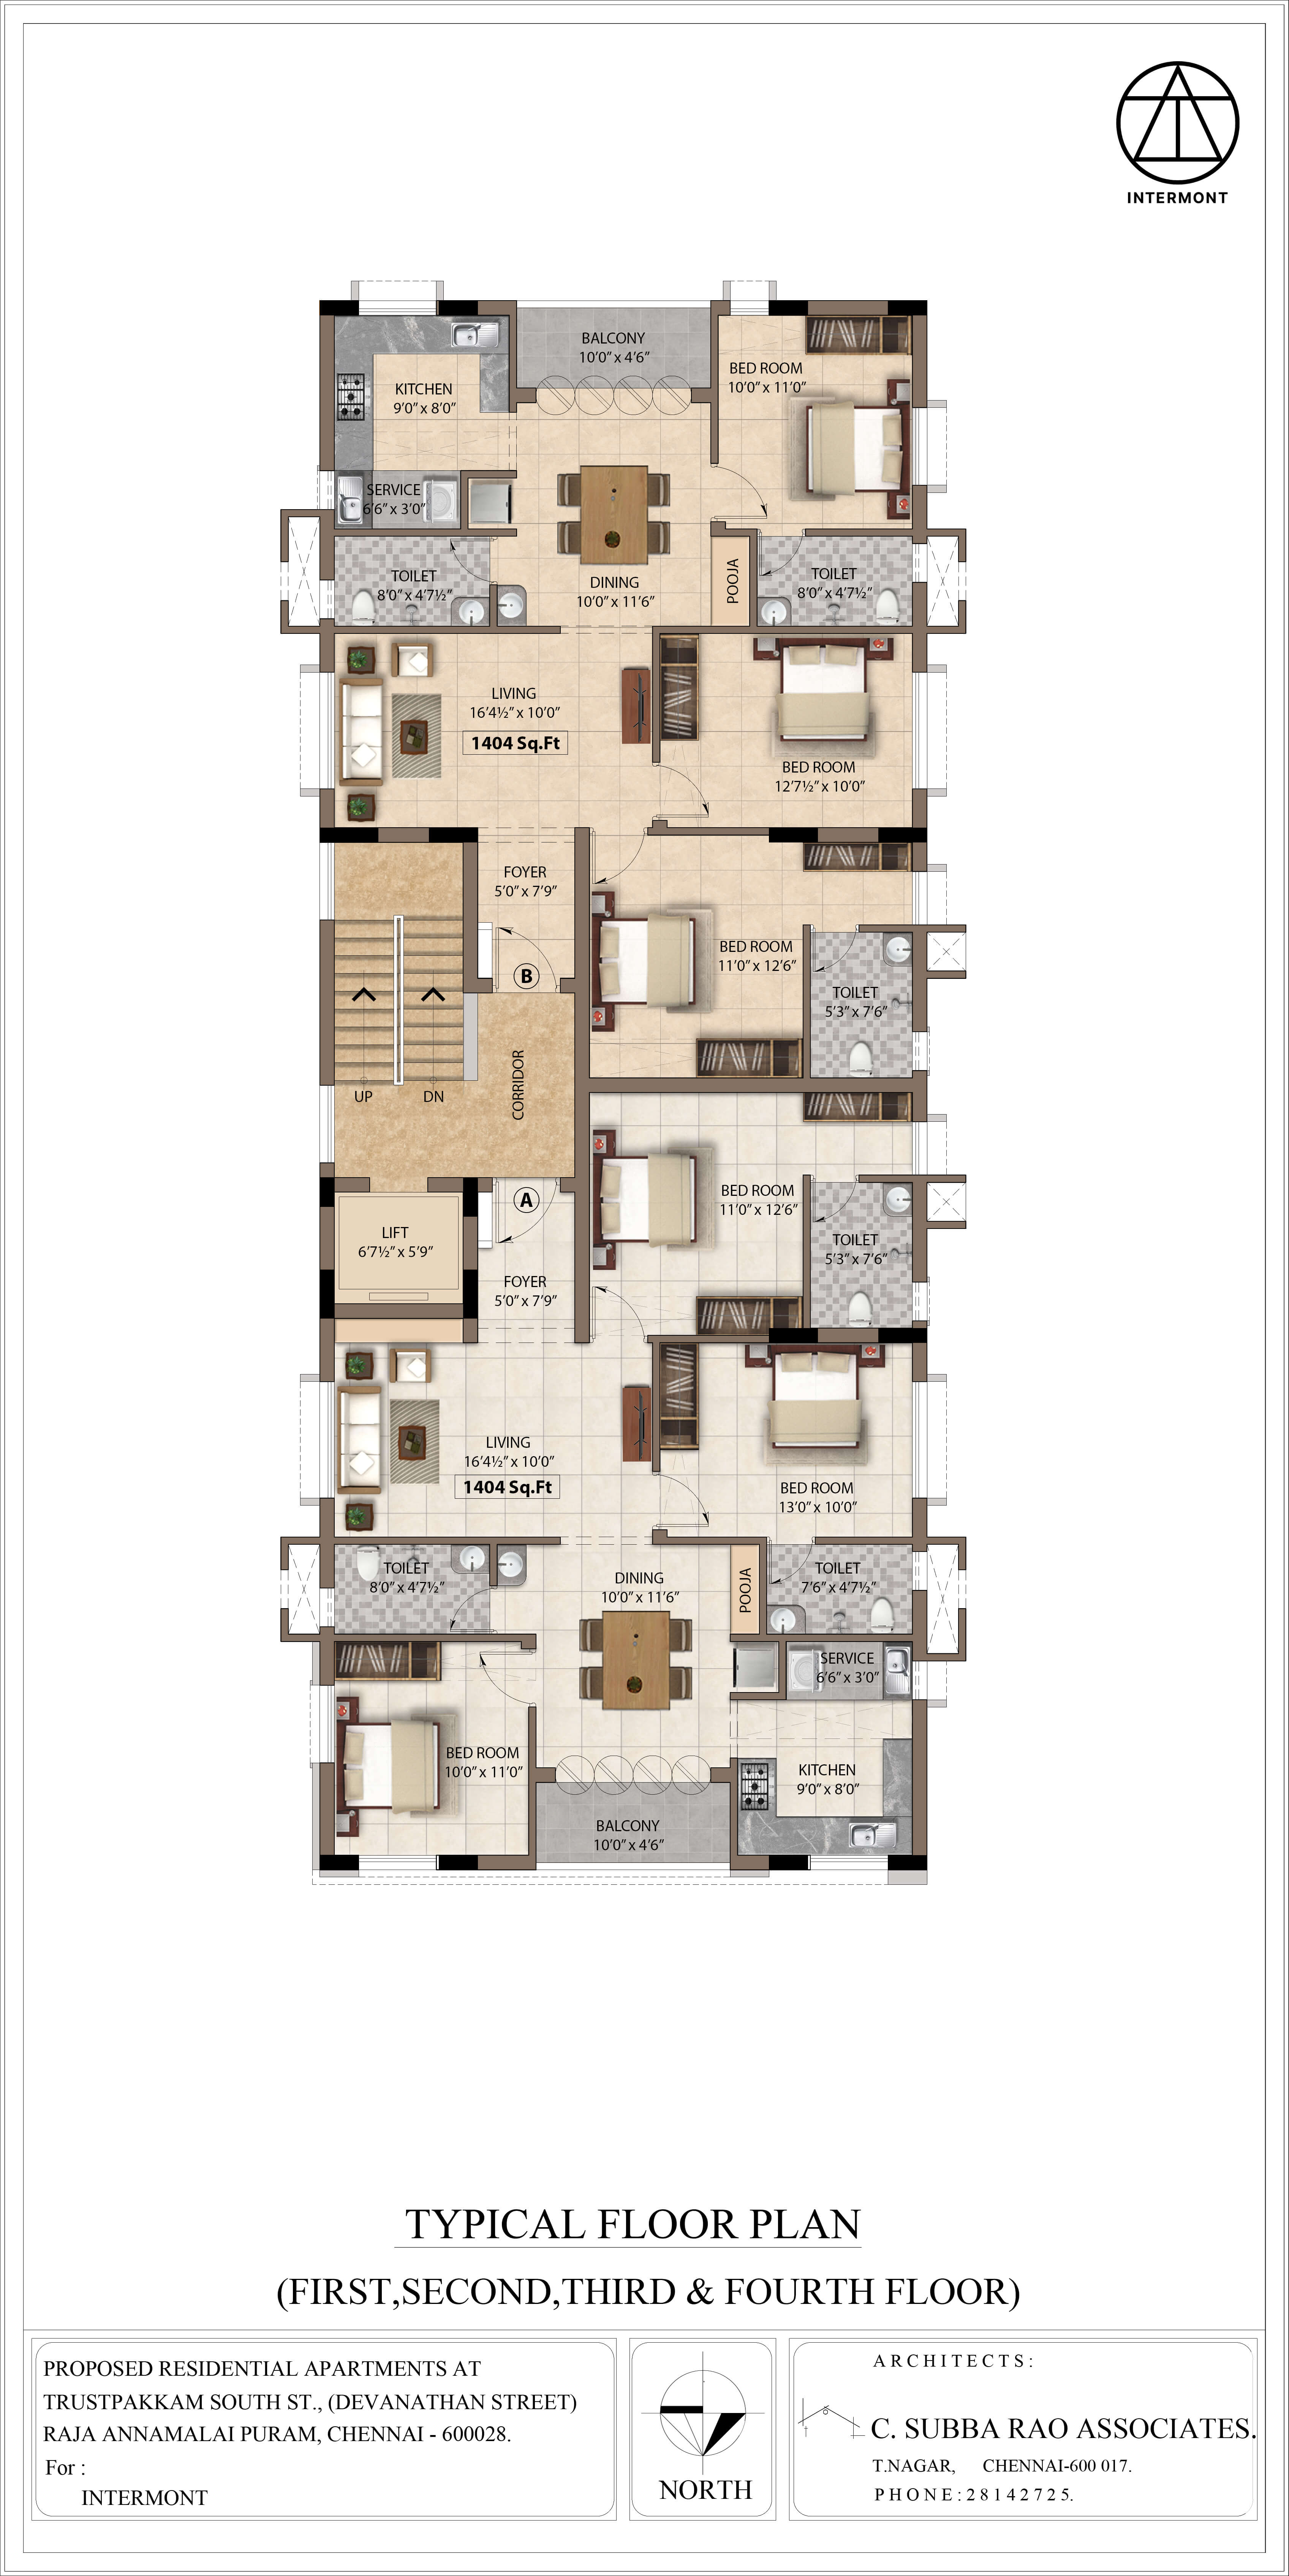 INTERMONT
BALCONY
10'0" x 4'6"
BED ROOM
10'0" x 11'0"
KITCHEN
9'0" x 8'0"
SERVICE
6'6" x 3'0"
TOILET
8'0" x 4'7½"
DINING
10'0" x 11'6"
POOJA
TOILET
8'0" x 4'7½"
LIVING
16'4½" x 10'0"
1404 Sq.Ft
BED ROOM
12'7½" x 10'0"
FOYER
5'0" x 7'9"
B
BED ROOM
11'0" x 12'6"
TOILET
5'3" x 7'6"
CORRIDOR
UP
DN
A
BED ROOM
11'0" x 12'6"
LIFT
6'7½" x 5'9"
TOILET
5'3" x 7'6"
FOYER
5'0" x 7'9"
LIVING
16'4½" x 10'0"
1404 Sq.Ft
BED ROOM
13'0" x 10'0"
TOILET
8'0" x 4'7½"
DINING
10'0" x 11'6"
POOJA
TOILET
7'6" x 4'7½"
SERVICE
6'6" x 3'0"
BED ROOM
10'0" x 11'0"
KITCHEN
9'0" x 8'0"
BALCONY
10'0" x 4'6"
TYPICAL FLOOR PLAN
(FIRST,SECOND,THIRD & FOURTH FLOOR)
PROPOSED RESIDENTIAL APARTMENTS AT
TRUSTPAKKAM SOUTH ST., (DEVANATHAN STREET)
RAJA ANNAMALAI PURAM, CHENNAI - 600028.
For :
INTERMONT
NORTH
ARCHITECTS:
C. SUBBA RAO ASSOCIATES.
T.NAGAR, CHENNAI-600 017.
PHONE:28142725.